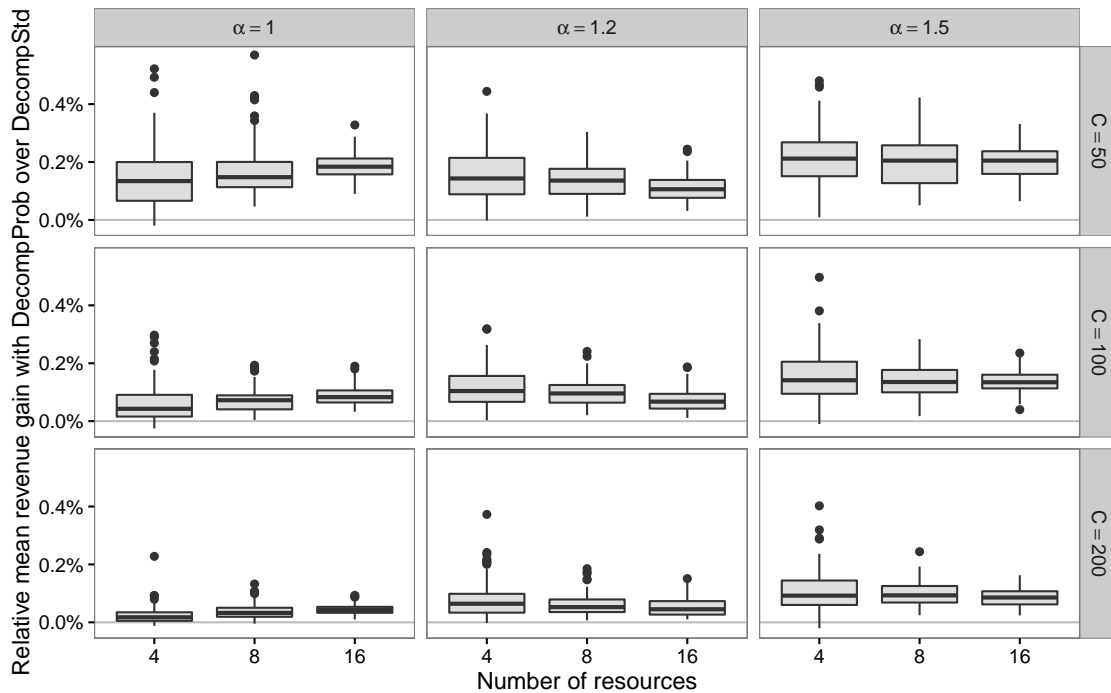 α = 1
α = 1.2
α = 1.5
Relative mean revenue gain with DecompProb over DecompStd
0.4%
0.2%
0.0%
C = 50
0.4%
0.2%
0.0%
C = 100
0.4%
0.2%
0.0%
C = 200
4 8 16
4 8 16
4 8 16
Number of resources